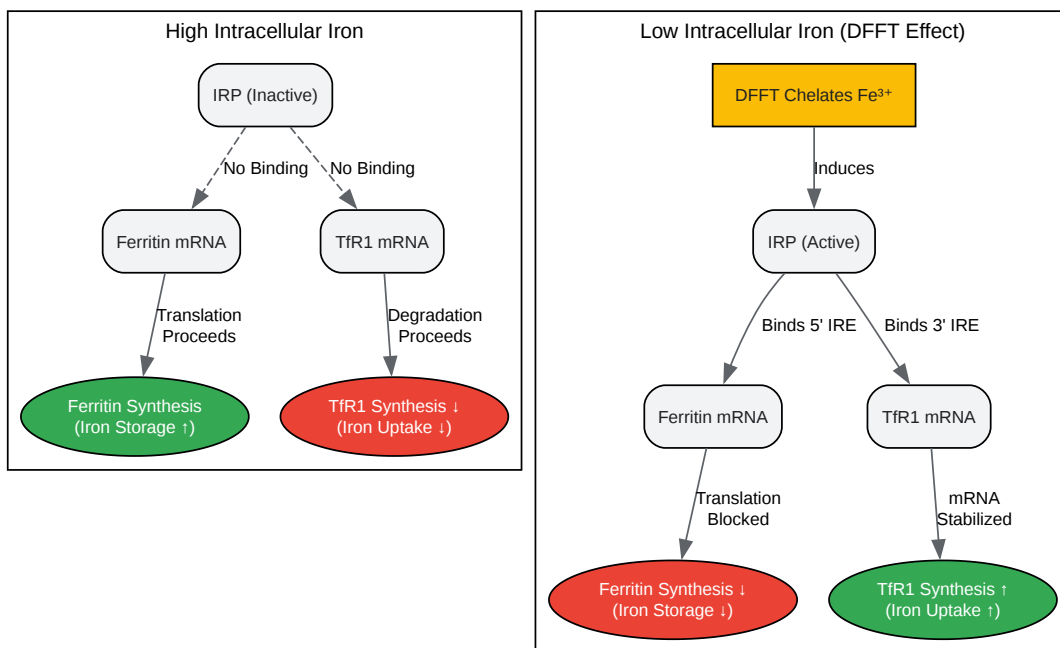 High Intracellular Iron
IRP (Inactive)
No Binding
No Binding
Ferritin mRNA
TfR1 mRNA
Translation
Proceeds
Degradation
Proceeds
Ferritin Synthesis
(Iron Storage ↑)
TfR1 Synthesis ↓
(Iron Uptake ↓)
Low Intracellular Iron (DFFT Effect)
DFFT Chelates Fe³⁺
Induces
IRP (Active)
Binds 5' IRE
Binds 3' IRE
Ferritin mRNA
TfR1 mRNA
Translation
Blocked
mRNA
Stabilized
Ferritin Synthesis ↓
(Iron Storage ↓)
TfR1 Synthesis ↑
(Iron Uptake ↑)